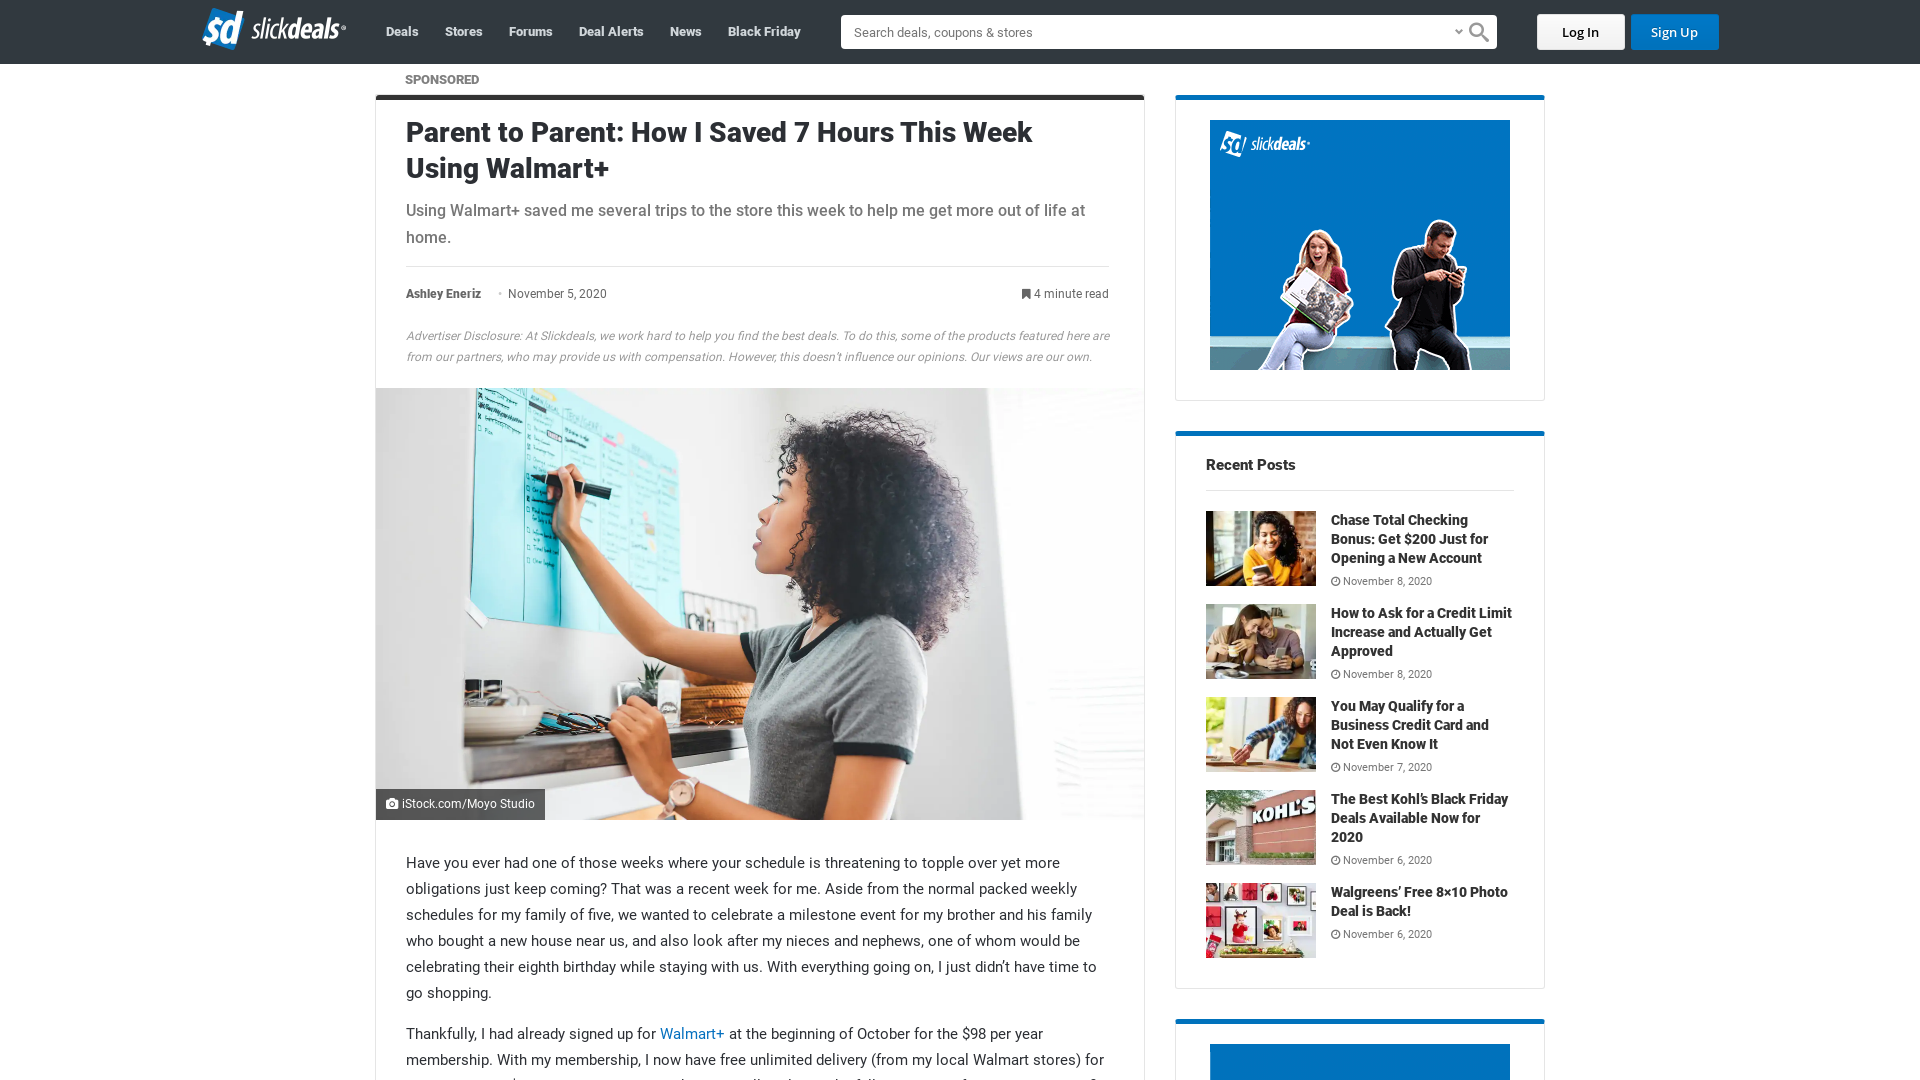 slickdeals
Deals
Stores
Forums
Deal Alerts
News
Black Friday
Search deals, coupons & stores
Log In
Sign Up
SPONSORED
Parent to Parent: How I Saved 7 Hours This Week
Using Walmart+
Using Walmart+ saved me several trips to the store this week to help me get more out of life at
home.
Ashley Eneriz • November 5, 2020
4 minute read
Advertiser Disclosure: At Slickdeals, we work hard to help you find the best deals. To do this, some of the products featured here are
from our partners, who may provide us with compensation. However, this doesn’t influence our opinions. Our views are our own.
iStock.com/Moyo Studio
Have you ever had one of those weeks where your schedule is threatening to topple over yet more
obligations just keep coming? That was a recent week for me. Aside from the normal packed weekly
schedules for my family of five, we wanted to celebrate a milestone event for my brother and his family
who bought a new house near us, and also look after my nieces and nephews, one of whom would be
celebrating their eighth birthday while staying with us. With everything going on, I just didn’t have time to
go shopping.
Thankfully, I had already signed up for Walmart+ at the beginning of October for the $98 per year
membership. With my membership, I now have free unlimited delivery (from my local Walmart stores) for
slickdeals
Recent Posts
Chase Total Checking
Bonus: Get $200 Just for
Opening a New Account
November 8, 2020
How to Ask for a Credit Limit
Increase and Actually Get
Approved
November 8, 2020
You May Qualify for a
Business Credit Card and
Not Even Know It
November 7, 2020
KOHL'S
The Best Kohl’s Black Friday
Deals Available Now for
2020
November 6, 2020
Walgreens’ Free 8×10 Photo
Deal is Back!
November 6, 2020